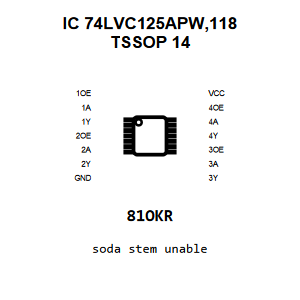 IC 74LVC125APW,118
TSSOP 14
1OE VCC
1A 4OE
1Y 4A
2OE 4Y
2A 3OE
2Y 3A
GND 3Y
810KR
soda stem unable